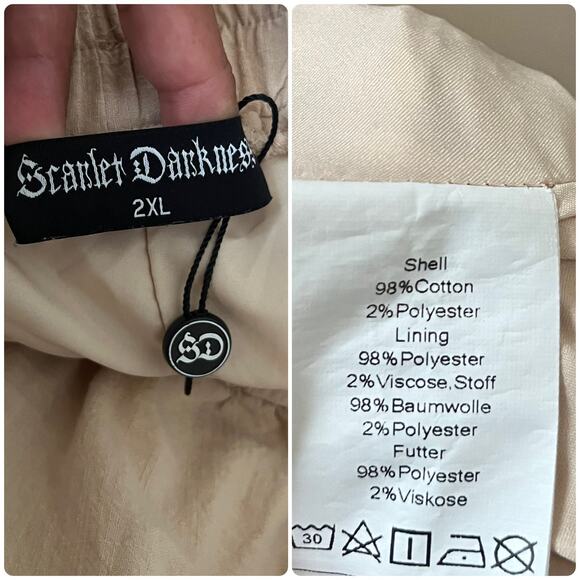 Scarlet Darkness
2XL
SD
Shell
98%Cotton
2%Polyester
Lining
98%Polyester
2%Viscose,Stoff
98%Baumwolle
2%Polyester
Futter
98%Polyester
2%Viskose
30